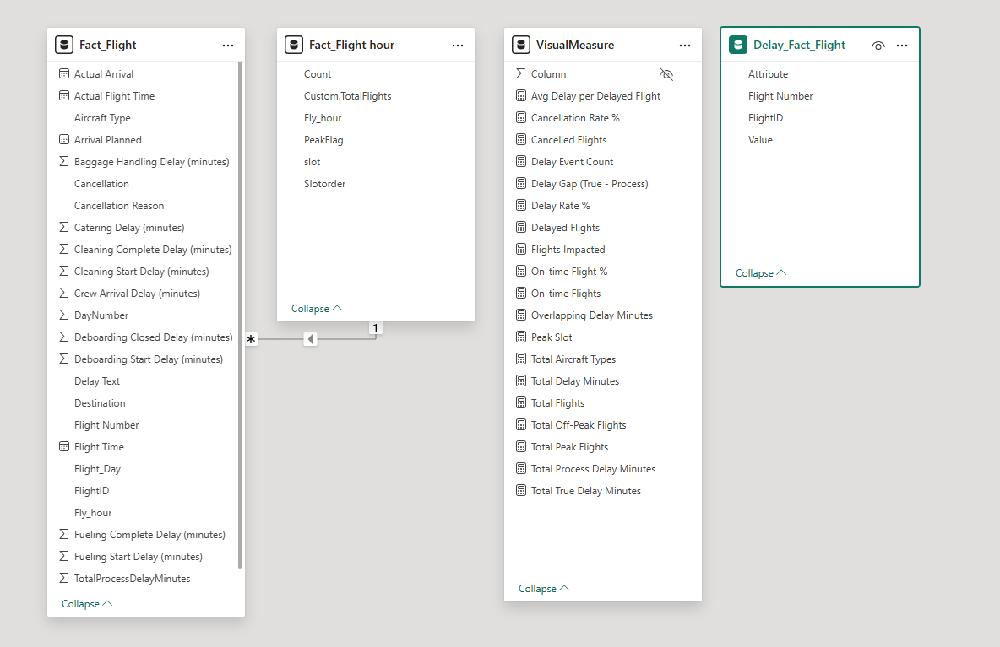 Fact_Flight
Actual Arrival
Actual Flight Time
Aircraft Type
Arrival Planned
Baggage Handling Delay (minutes)
Cancellation
Cancellation Reason
Catering Delay (minutes)
Cleaning Complete Delay (minutes)
Cleaning Start Delay (minutes)
Crew Arrival Delay (minutes)
DayNumber
Deboarding Closed Delay (minutes)
Deboarding Start Delay (minutes)
Delay Text
Destination
Flight Number
Flight Time
Flight_Day
FlightID
Fly_hour
Fueling Complete Delay (minutes)
Fueling Start Delay (minutes)
TotalProcessDelayMinutes
Collapse
Fact_Flight hour
Count
Custom.TotalFlights
Fly_hour
PeakFlag
slot
Slotorder
Collapse
* 1
VisualMeasure
Column
Avg Delay per Delayed Flight
Cancellation Rate %
Cancelled Flights
Delay Event Count
Delay Gap (True - Process)
Delay Rate %
Delayed Flights
Flights Impacted
On-time Flight %
On-time Flights
Overlapping Delay Minutes
Peak Slot
Total Aircraft Types
Total Delay Minutes
Total Flights
Total Off-Peak Flights
Total Peak Flights
Total Process Delay Minutes
Total True Delay Minutes
Collapse
Delay_Fact_Flight
Attribute
Flight Number
FlightID
Value
Collapse